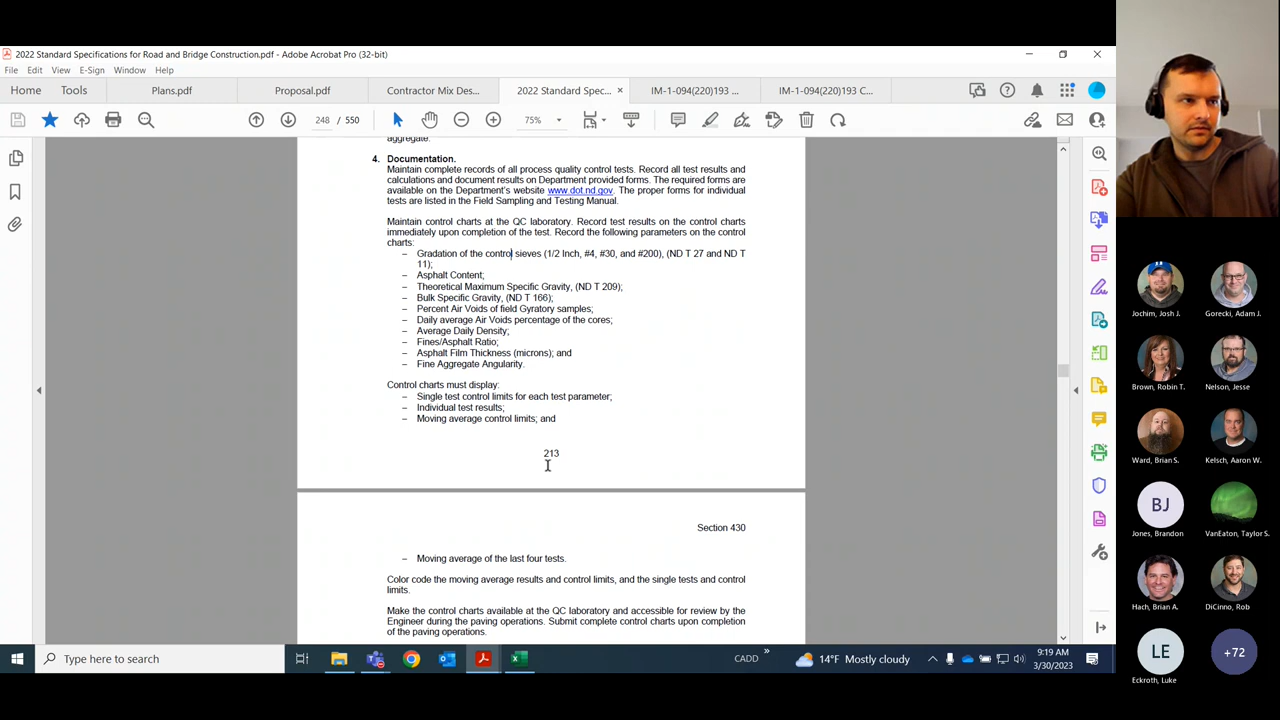 2022 Standard Specifications for Road and Bridge Construction.pdf - Adobe Acrobat Pro (32-bit)
File Edit View E-Sign Window Help
Home Tools Plans.pdf Proposal.pdf Contractor Mix Des... 2022 Standard Spec... × IM-1-094(220)193 ... IM-1-094(220)193 C...
248 / 550 75%
aggregate.
4. Documentation.
Maintain complete records of all process quality control tests. Record all test results and
calculations and document results on Department provided forms. The required forms are
available on the Department's website www.dot.nd.gov. The proper forms for individual
tests are listed in the Field Sampling and Testing Manual.
Maintain control charts at the QC laboratory. Record test results on the control charts
immediately upon completion of the test. Record the following parameters on the control
charts:
– Gradation of the control sieves (1/2 Inch, #4, #30, and #200), (ND T 27 and ND T
11);
– Asphalt Content;
– Theoretical Maximum Specific Gravity, (ND T 209);
– Bulk Specific Gravity, (ND T 166);
– Percent Air Voids of field Gyratory samples;
– Daily average Air Voids percentage of the cores;
– Average Daily Density;
– Fines/Asphalt Ratio;
– Asphalt Film Thickness (microns); and
– Fine Aggregate Angularity.
Control charts must display:
– Single test control limits for each test parameter;
– Individual test results;
– Moving average control limits; and
213
Section 430
– Moving average of the last four tests.
Color code the moving average results and control limits, and the single tests and control
limits.
Make the control charts available at the QC laboratory and accessible for review by the
Engineer during the paving operations. Submit complete control charts upon completion
of the paving operations.
Type here to search
CADD
14°F Mostly cloudy
9:19 AM
3/30/2023
Jochim, Josh J.
Gorecki, Adam J.
Brown, Robin T.
Nelson, Jesse
Ward, Brian S.
Kelsch, Aaron W.
BJ
Jones, Brandon
VanEaton, Taylor S.
Hach, Brian A.
DiCinno, Rob
LE
Eckroth, Luke
+72